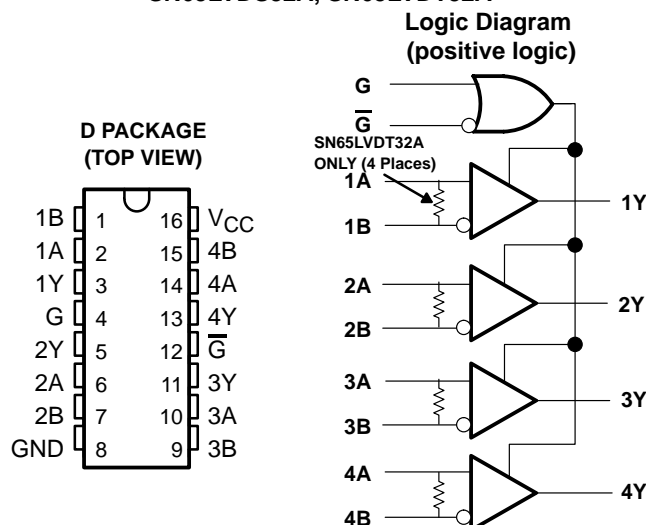 Logic Diagram
(positive logic)
G
G̅
SN65LVDT32A
ONLY (4 Places)
1A
1B
1Y
2A
2B
2Y
3A
3B
3Y
4A
4B
4Y
D PACKAGE
(TOP VIEW)
1B 1 16 VCC
1A 2 15 4B
1Y 3 14 4A
G 4 13 4Y
2Y 5 12 G̅
2A 6 11 3Y
2B 7 10 3A
GND 8 9 3B